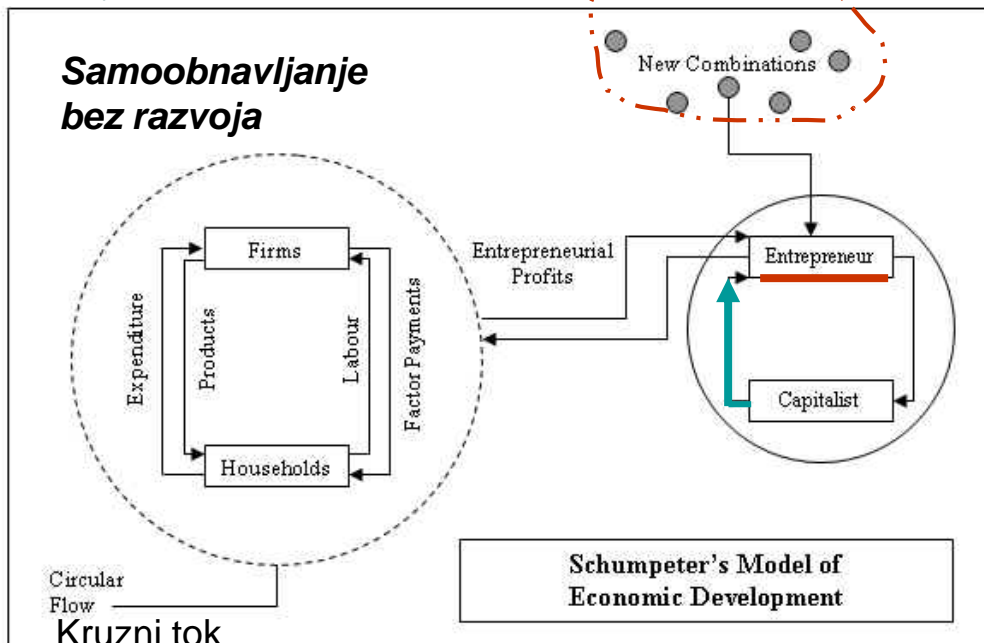 Samoobnavljanje
bez razvoja
New Combinations
Firms
Expenditure
Products
Labour
Factor Payments
Households
Entrepreneurial
Profits
Entrepreneur
Capitalist
Circular
Flow
Kruzni tok
Schumpeter's Model of
Economic Development